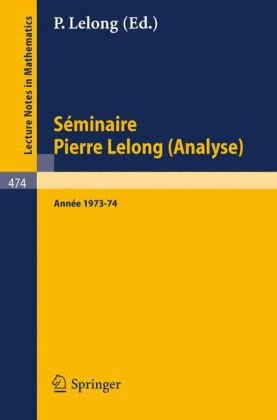 P. Lelong (Ed.)
Lecture Notes in Mathematics
474
Séminaire
Pierre Lelong (Analyse)
Année 1973-74
Springer